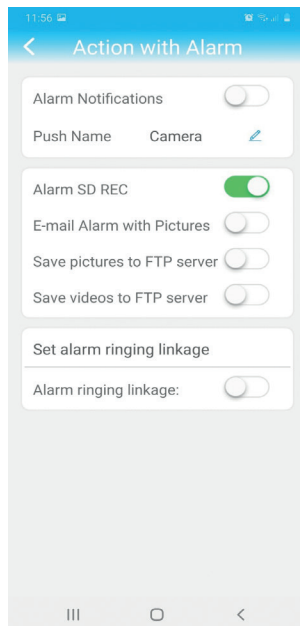 11:56
Action with Alarm
Alarm Notifications
Push Name Camera
Alarm SD REC
E-mail Alarm with Pictures
Save pictures to FTP server
Save videos to FTP server
Set alarm ringing linkage
Alarm ringing linkage: